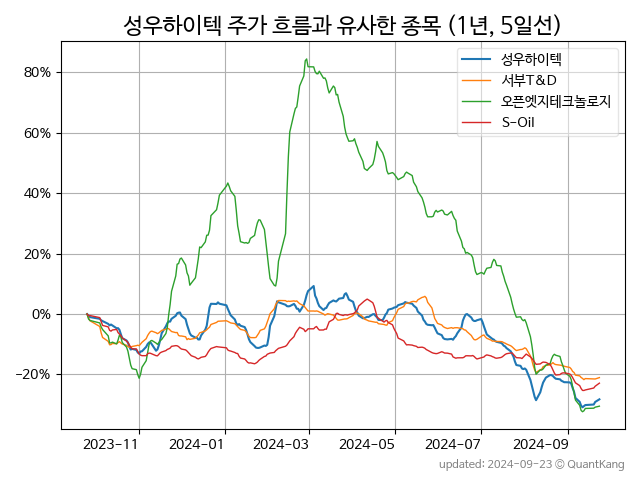 성우하이텍 주가 흐름과 유사한 종목 (1년, 5일선)
성우하이텍
서부T&D
오픈엣지테크놀로지
S-Oil
80%
60%
40%
20%
0%
−20%
2023-11
2024-01
2024-03
2024-05
2024-07
2024-09
updated: 2024-09-23 © QuantKang